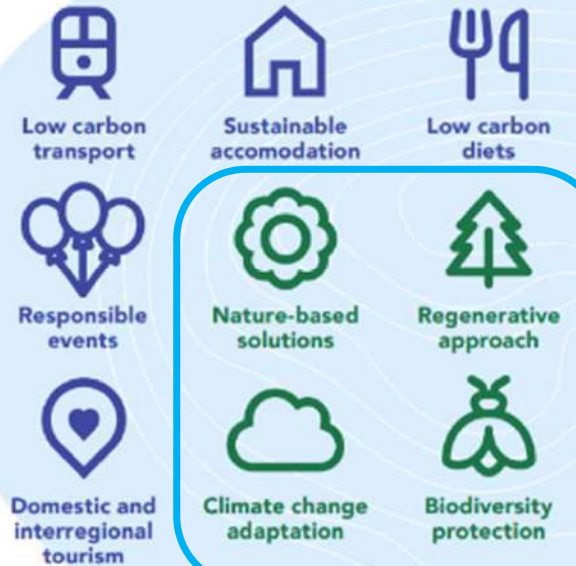 Low carbon
transport
Sustainable
accomodation
Low carbon
diets
Responsible
events
Nature-based
solutions
Regenerative
approach
Domestic and
interregional
tourism
Climate change
adaptation
Biodiversity
protection